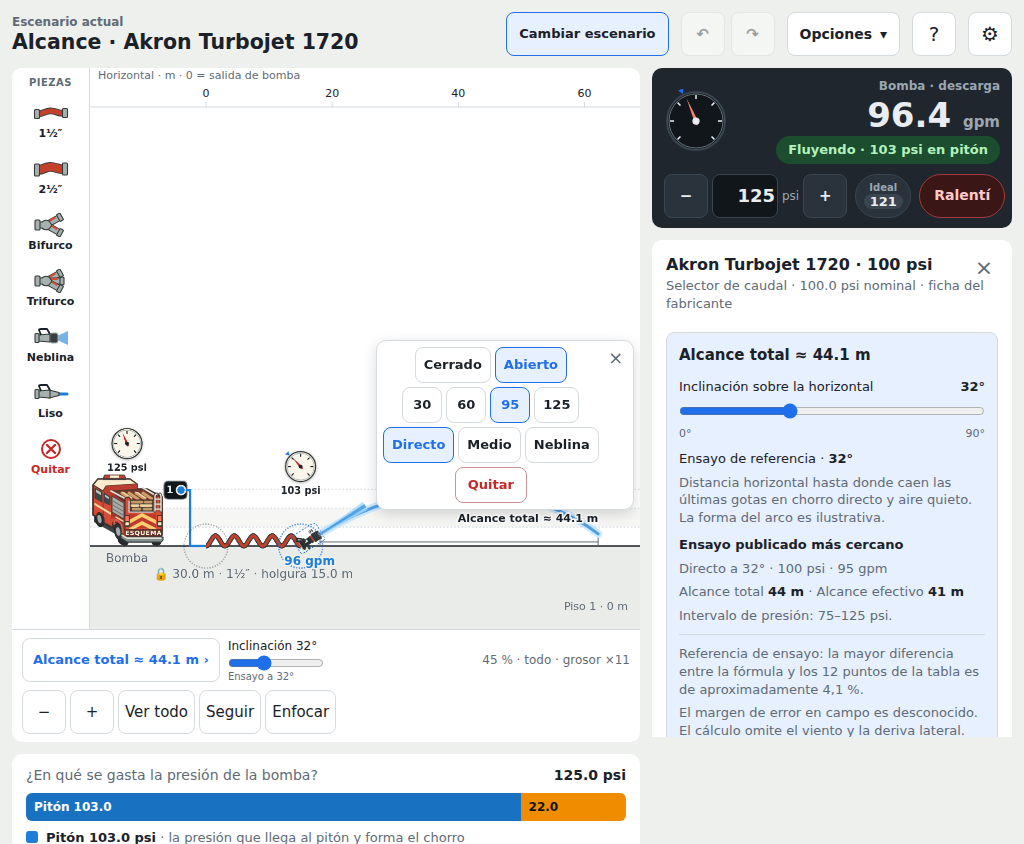 Escenario actual
Alcance · Akron Turbojet 1720
Cambiar escenario
↶
↷
Opciones ▾
?
⚙
PIEZAS
1½″
2½″
Bifurco
Trifurco
Neblina
Liso
Quitar
Horizontal · m · 0 = salida de bomba
0 20 40 60
×
Cerrado Abierto
30 60 95 125
Directo Medio Neblina
Quitar
125 psi
103 psi
1
ESQUEMA
Alcance total ≈ 44.1 m
Bomba
96 gpm
🔒 30.0 m · 1½″ · holgura 15.0 m
Piso 1 · 0 m
Alcance total ≈ 44.1 m ›
Inclinación 32°
Ensayo a 32°
45 % · todo · grosor ×11
− + Ver todo Seguir Enfocar
¿En qué se gasta la presión de la bomba? 125.0 psi
Pitón 103.0 22.0
Pitón 103.0 psi · la presión que llega al pitón y forma el chorro
Bomba · descarga
96.4 gpm
Fluyendo · 103 psi en pitón
− 125 psi +
Ideal
121
Ralentí
Akron Turbojet 1720 · 100 psi
×
Selector de caudal · 100.0 psi nominal · ficha del
fabricante
Alcance total ≈ 44.1 m
Inclinación sobre la horizontal 32°
0° 90°
Ensayo de referencia · 32°
Distancia horizontal hasta donde caen las
últimas gotas en chorro directo y aire quieto.
La forma del arco es ilustrativa.
Ensayo publicado más cercano
Directo a 32° · 100 psi · 95 gpm
Alcance total 44 m · Alcance efectivo 41 m
Intervalo de presión: 75–125 psi.
Referencia de ensayo: la mayor diferencia
entre la fórmula y los 12 puntos de la tabla es
de aproximadamente 4,1 %.
El margen de error en campo es desconocido.
El cálculo omite el viento y la deriva lateral.